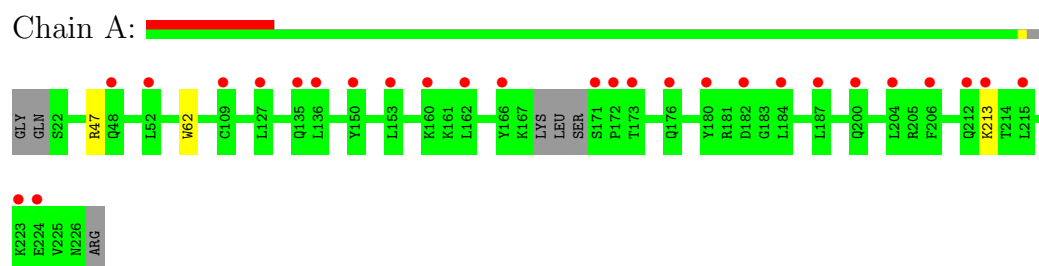 Chain A:
GLY GLN S22 R47 Q48 L52 W62 C109 L127 Q135 L136 Y150 L153 K160 K161 L162 Y166 K167 LYS LEU SER S171 P172 T173 Q176 Y180 R181 D182 G183 L184 L187 Q200 L204 R205 F206 Q212 K213 T214 L215
K223 E224 V225 N226 ARG